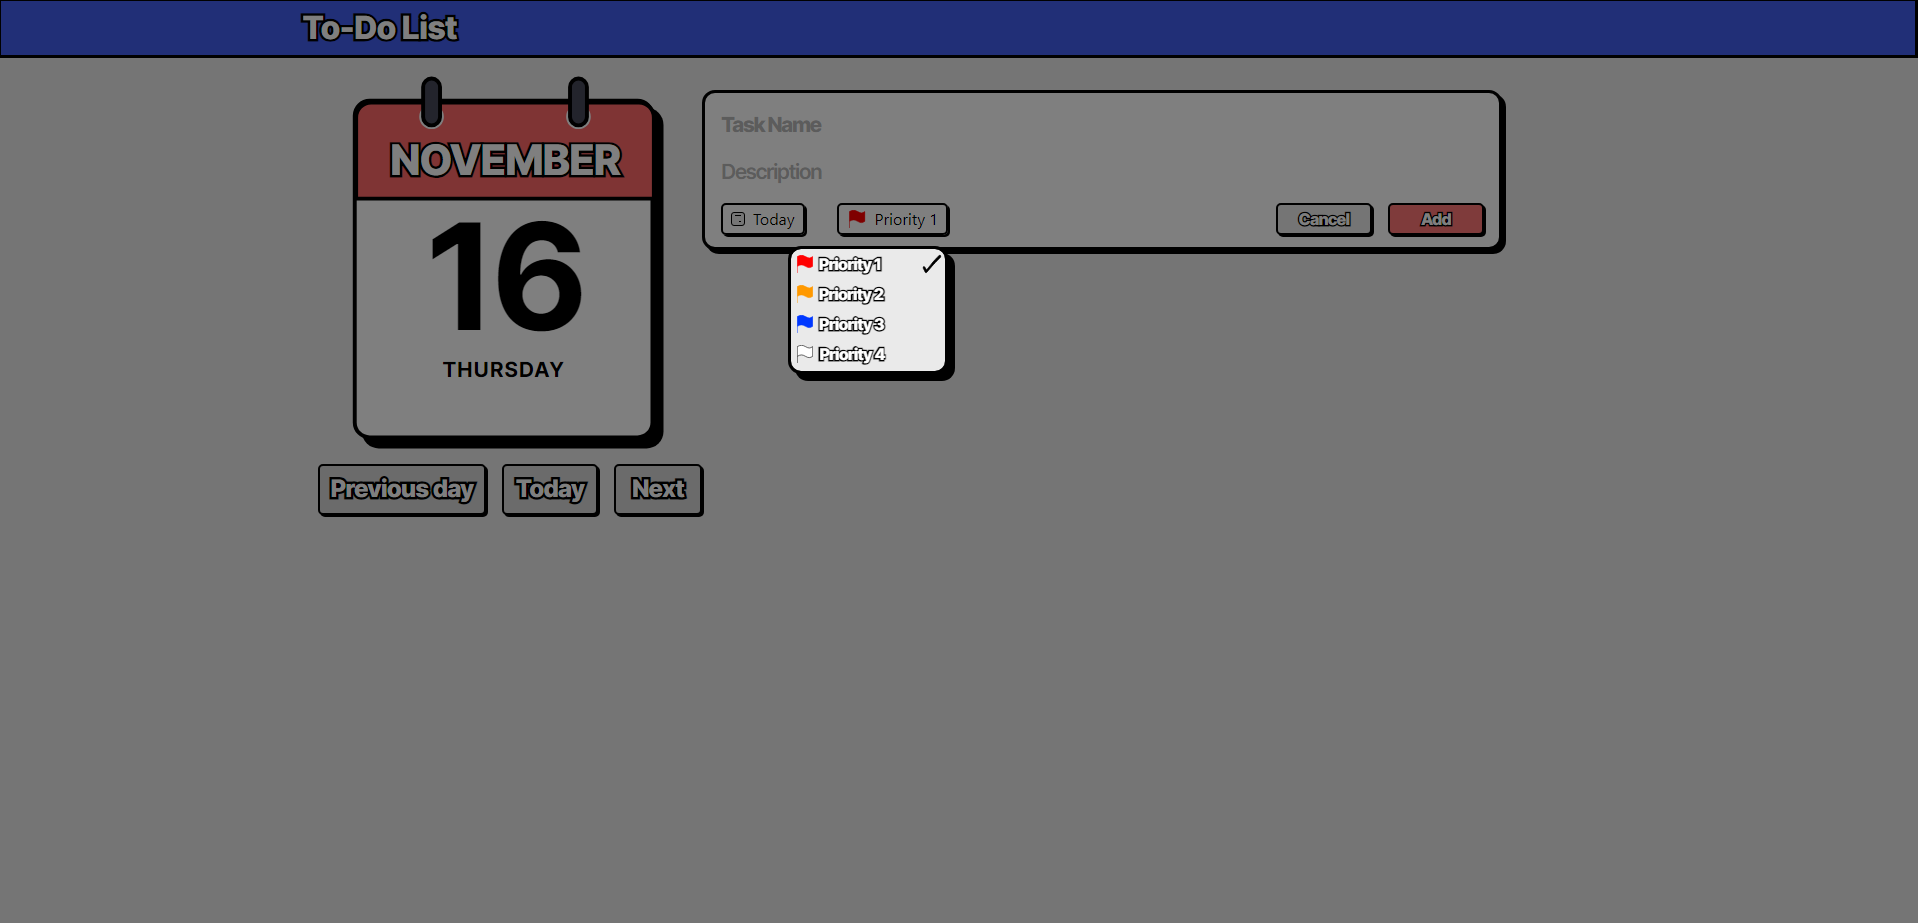 To-Do List
NOVEMBER
16
THURSDAY
Previous day
Today
Next
Task Name
Description
Today
Priority 1
Cancel
Add
Priority 1
Priority 2
Priority 3
Priority 4